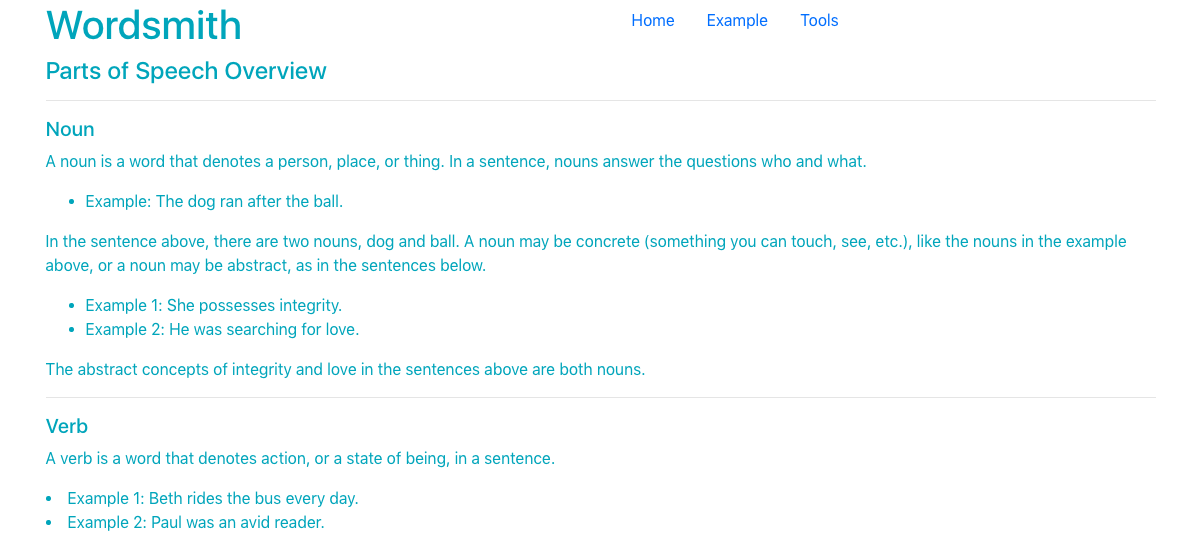 Wordsmith
Home Example Tools
Parts of Speech Overview
Noun
A noun is a word that denotes a person, place, or thing. In a sentence, nouns answer the questions who and what.
• Example: The dog ran after the ball.
In the sentence above, there are two nouns, dog and ball. A noun may be concrete (something you can touch, see, etc.), like the nouns in the example
above, or a noun may be abstract, as in the sentences below.
• Example 1: She possesses integrity.
• Example 2: He was searching for love.
The abstract concepts of integrity and love in the sentences above are both nouns.
Verb
A verb is a word that denotes action, or a state of being, in a sentence.
• Example 1: Beth rides the bus every day.
• Example 2: Paul was an avid reader.